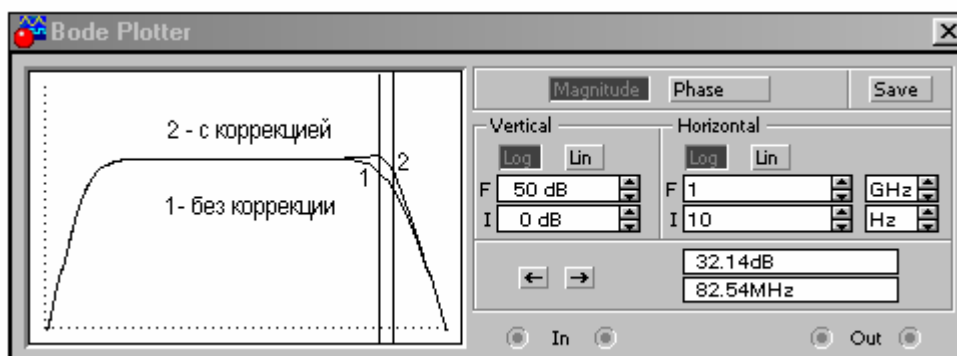 Bode Plotter
2 - с коррекцией
2
1
1- без коррекции
Magnitude Phase Save
Vertical Horizontal
Log Lin Log Lin
F 50 dB F 1 GHz
I 0 dB I 10 Hz
← →
32.14dB
82.54MHz
In Out